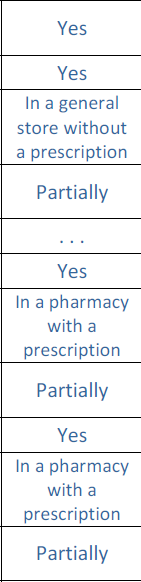 Yes
Yes
In a general
store without
a prescription
Partially
. . .
Yes
In a pharmacy
with a
prescription
Partially
Yes
In a pharmacy
with a
prescription
Partially